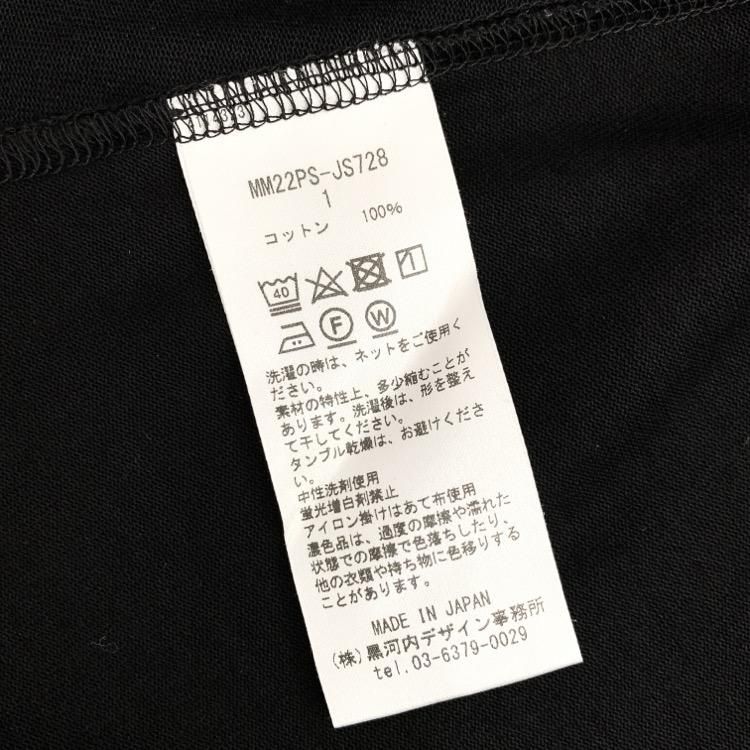 MM22PS-JS728
1
コットン 100%
40
1
F W
洗濯の時は、ネットをご使用く
ださい。
素材の特性上、多少縮むことが
あります。洗濯後は、形を整え
て干してください。
タンブル乾燥は、お避けくださ
い。
中性洗剤使用
蛍光増白剤禁止
アイロン掛けはあて布使用
濃色品は、過度の摩擦や濡れた
状態での摩擦で色落ちしたり、
他の衣類や持ち物に色移りする
ことがあります。
MADE IN JAPAN
(株)黒河内デザイン事務所
tel. 03-6379-0029